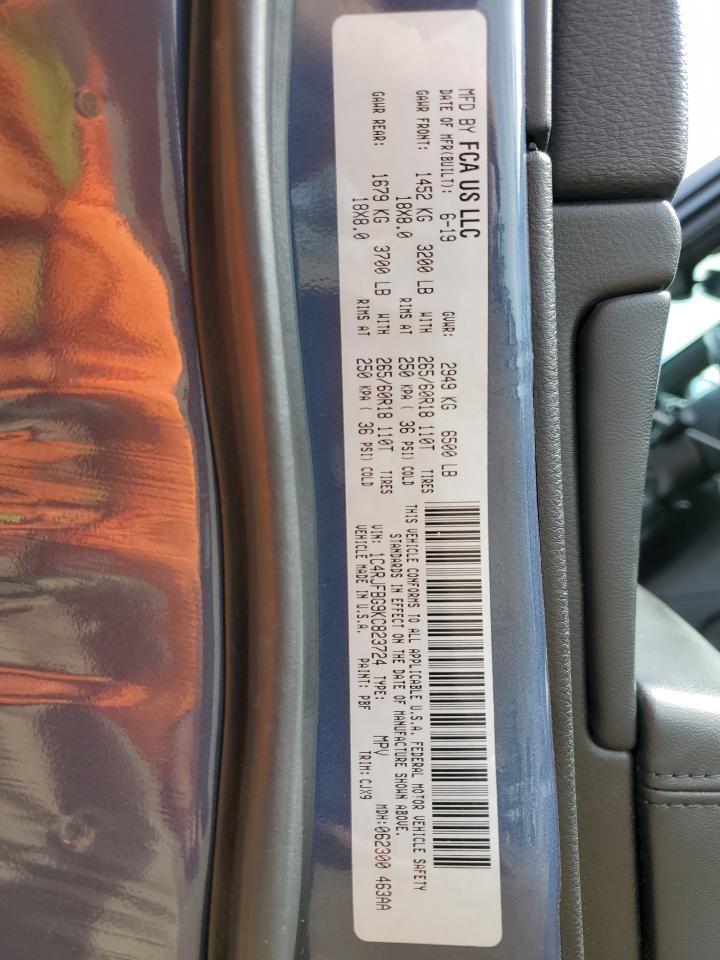 MFD BY FCA US LLC
DATE OF MFR(BUILT): 6-19 GVWR: 2949 KG 6500 LB
GAWR FRONT: 1452 KG 3200 LB WITH 265/60R18 110T TIRES
18X8.0 RIMS AT 250 KPA ( 36 PSI) COLD
GAWR REAR: 1679 KG 3700 LB WITH 265/60R18 110T TIRES
18X8.0 RIMS AT 250 KPA ( 36 PSI) COLD
THIS VEHICLE CONFORMS TO ALL APPLICABLE U.S.A. FEDERAL MOTOR VEHICLE SAFETY
STANDARDS IN EFFECT ON THE DATE OF MANUFACTURE SHOWN ABOVE.
VIN: 1C4RJFBG9KC823724 TYPE: MPV MDH:062300 463AA
VEHICLE MADE IN U.S.A. PAINT: PBF TRIM: CJX9